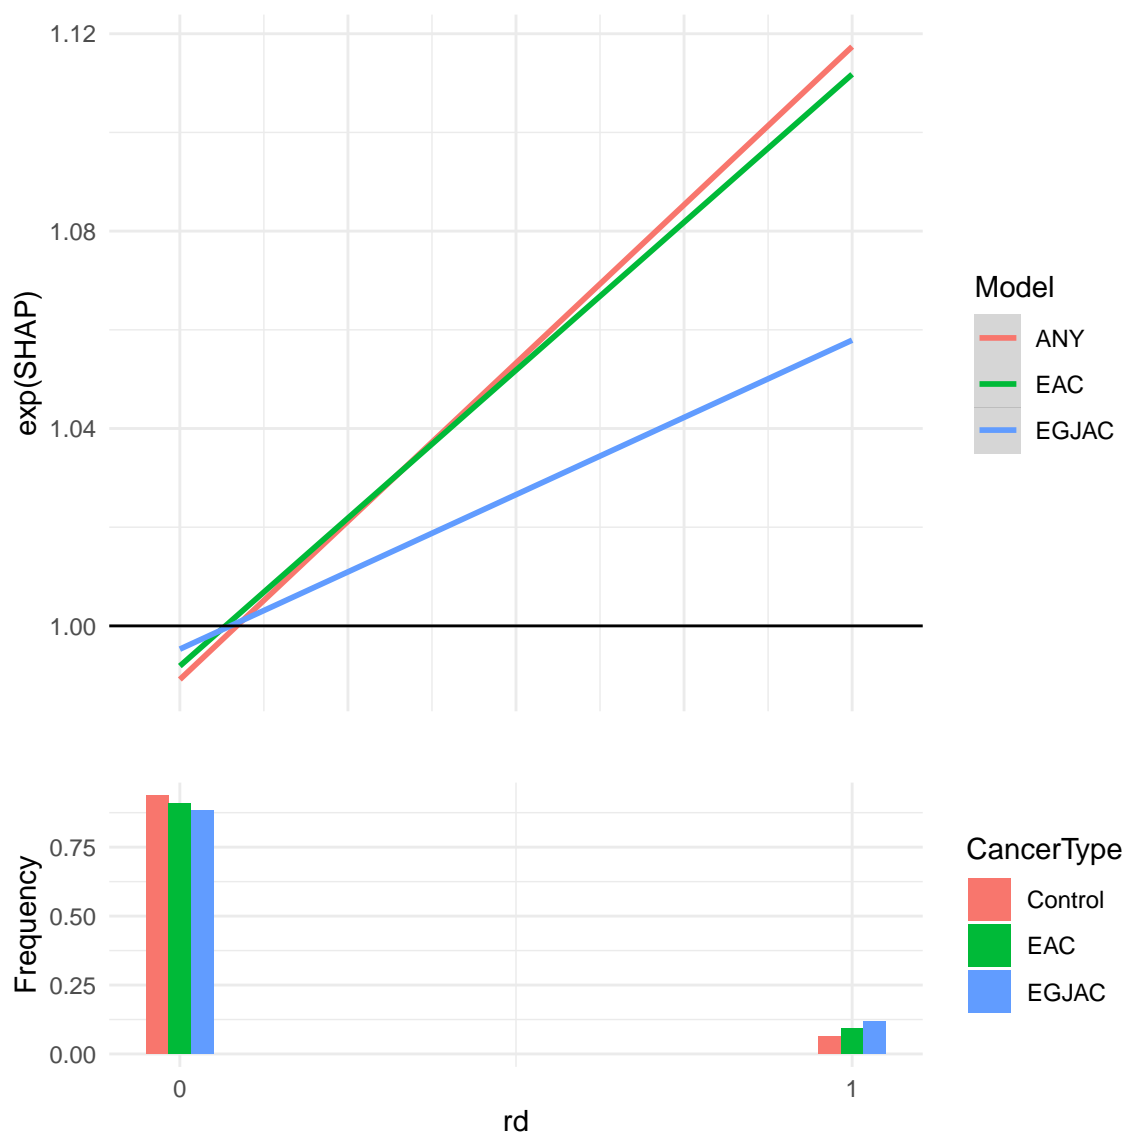 1.12
1.08
1.04
1.00
exp(SHAP)
Model
ANY
EAC
EGJAC
0.75
0.50
0.25
0.00
Frequency
0
1
rd
CancerType
Control
EAC
EGJAC